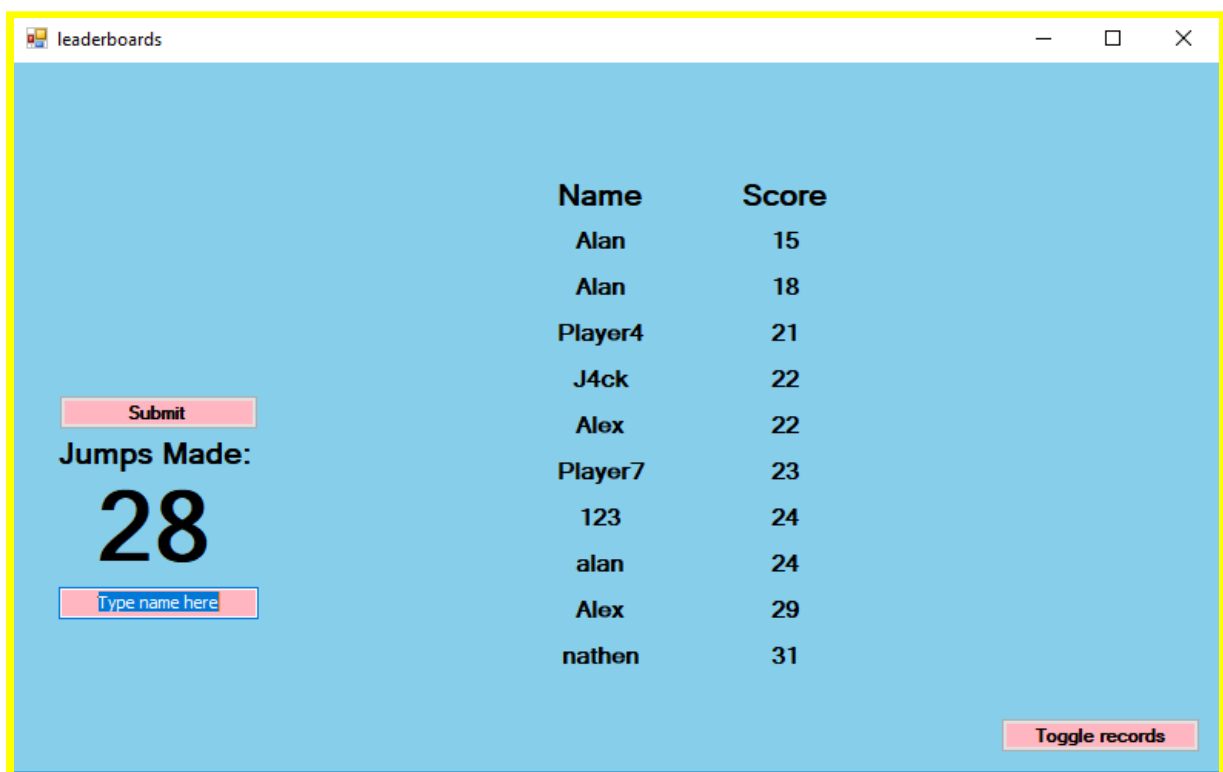 leaderboards
Name Score
Alan 15
Alan 18
Player4 21
J4ck 22
Alex 22
Player7 23
123 24
alan 24
Alex 29
nathen 31
Submit
Jumps Made:
28
Type name here
Toggle records